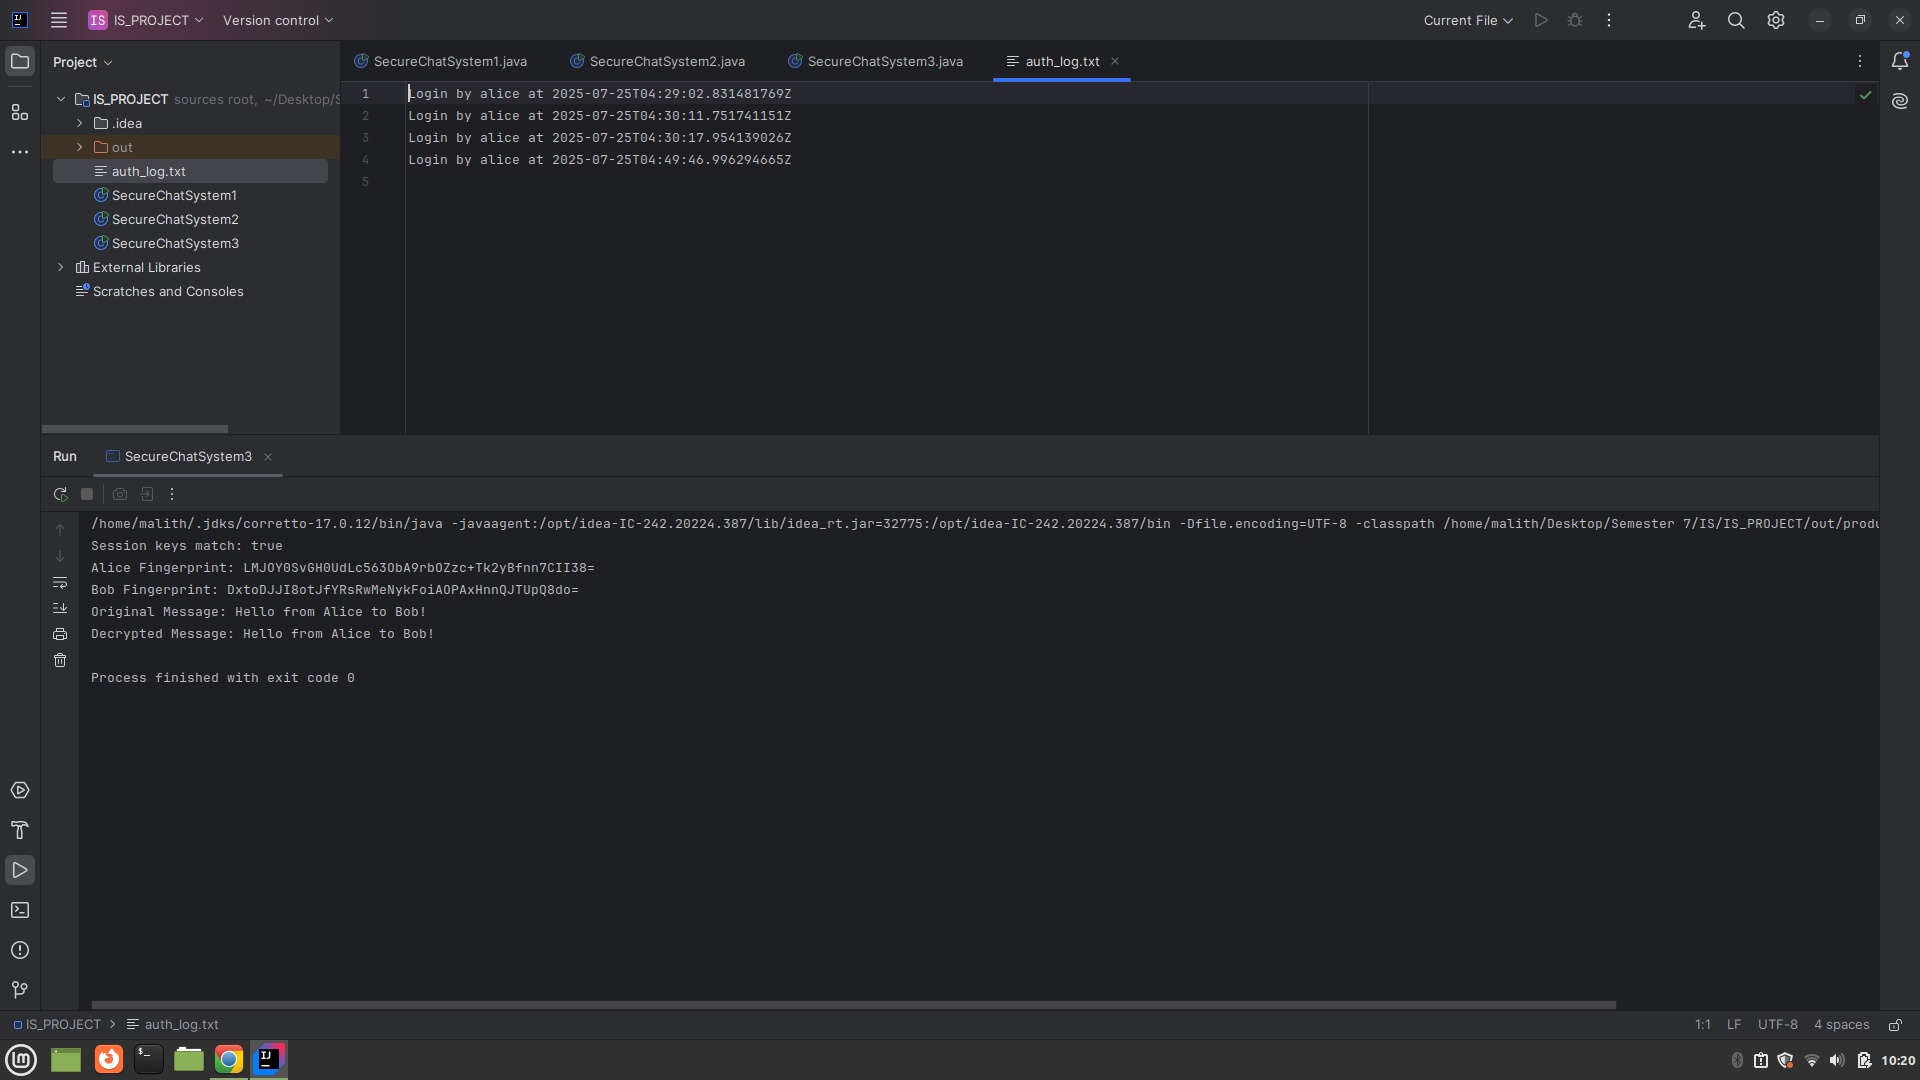 IS IS_PROJECT Version control Current File
Project
SecureChatSystem1.java SecureChatSystem2.java SecureChatSystem3.java auth_log.txt
IS_PROJECT sources root, ~/Desktop/S
.idea
out
auth_log.txt
SecureChatSystem1
SecureChatSystem2
SecureChatSystem3
External Libraries
Scratches and Consoles
1 Login by alice at 2025-07-25T04:29:02.831481769Z
2 Login by alice at 2025-07-25T04:30:11.751741151Z
3 Login by alice at 2025-07-25T04:30:17.954139026Z
4 Login by alice at 2025-07-25T04:49:46.996294665Z
5
Run SecureChatSystem3
/home/malith/.jdks/corretto-17.0.12/bin/java -javaagent:/opt/idea-IC-242.20224.387/lib/idea_rt.jar=32775:/opt/idea-IC-242.20224.387/bin -Dfile.encoding=UTF-8 -classpath /home/malith/Desktop/Semester 7/IS/IS_PROJECT/out/produ
Session keys match: true
Alice Fingerprint: LMJOY0SvGH0UdLc563ObA9rbOZzc+Tk2yBfnn7CII38=
Bob Fingerprint: DxtoDJJI8otJfYRsRwMeNykFoiAOPAxHnnQJTUpQ8do=
Original Message: Hello from Alice to Bob!
Decrypted Message: Hello from Alice to Bob!
Process finished with exit code 0
IS_PROJECT auth_log.txt 1:1 LF UTF-8 4 spaces
10:20